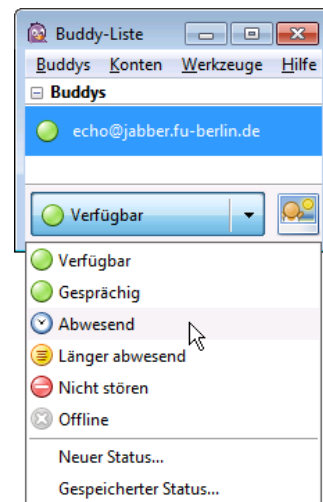 Buddy-Liste
Buddys Konten Werkzeuge Hilfe
Buddys
echo@jabber.fu-berlin.de
Verfügbar
Verfügbar
Gesprächig
Abwesend
Länger abwesend
Nicht stören
Offline
Neuer Status...
Gespeicherter Status...